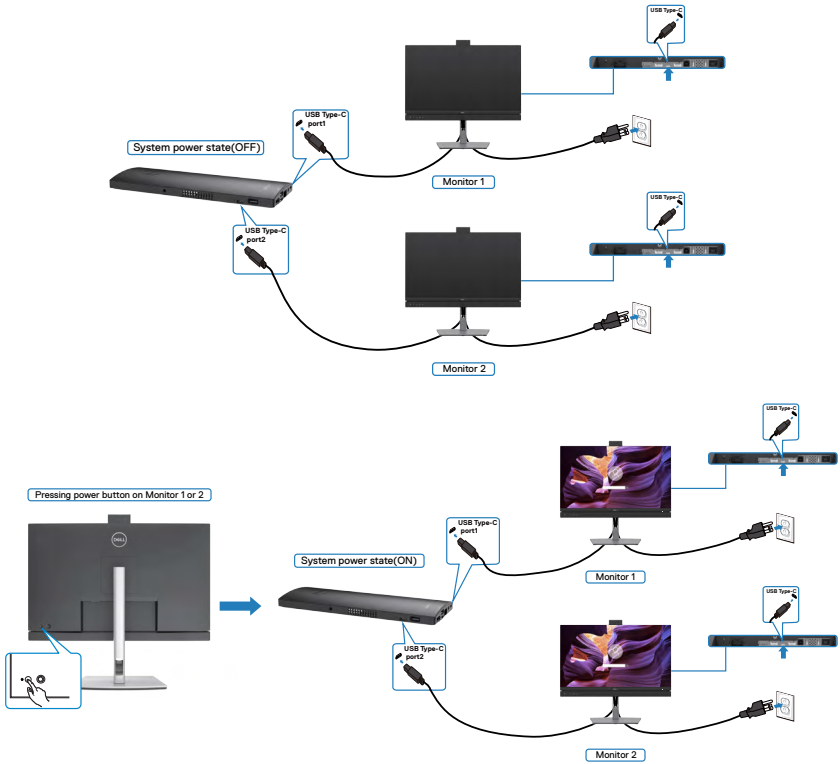 USB Type-C
USB Type-C
port1
System power state(OFF)
Monitor 1
USB Type-C
USB Type-C
port2
Monitor 2
USB Type-C
Pressing power button on Monitor 1 or 2
DELL
USB Type-C
port1
System power state(ON)
Monitor 1
USB Type-C
USB Type-C
port2
Monitor 2